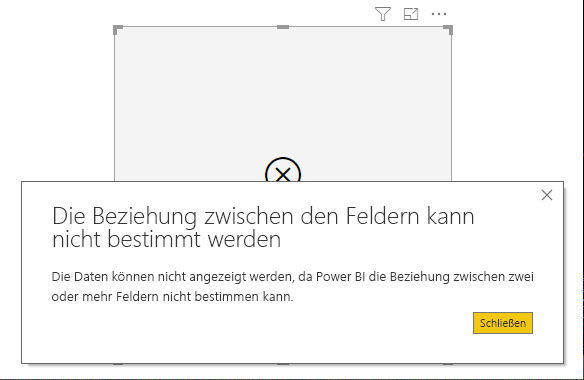 Die Beziehung zwischen den Feldern kann
nicht bestimmt werden
Die Daten können nicht angezeigt werden, da Power BI die Beziehung zwischen zwei
oder mehr Feldern nicht bestimmen kann.
Schließen